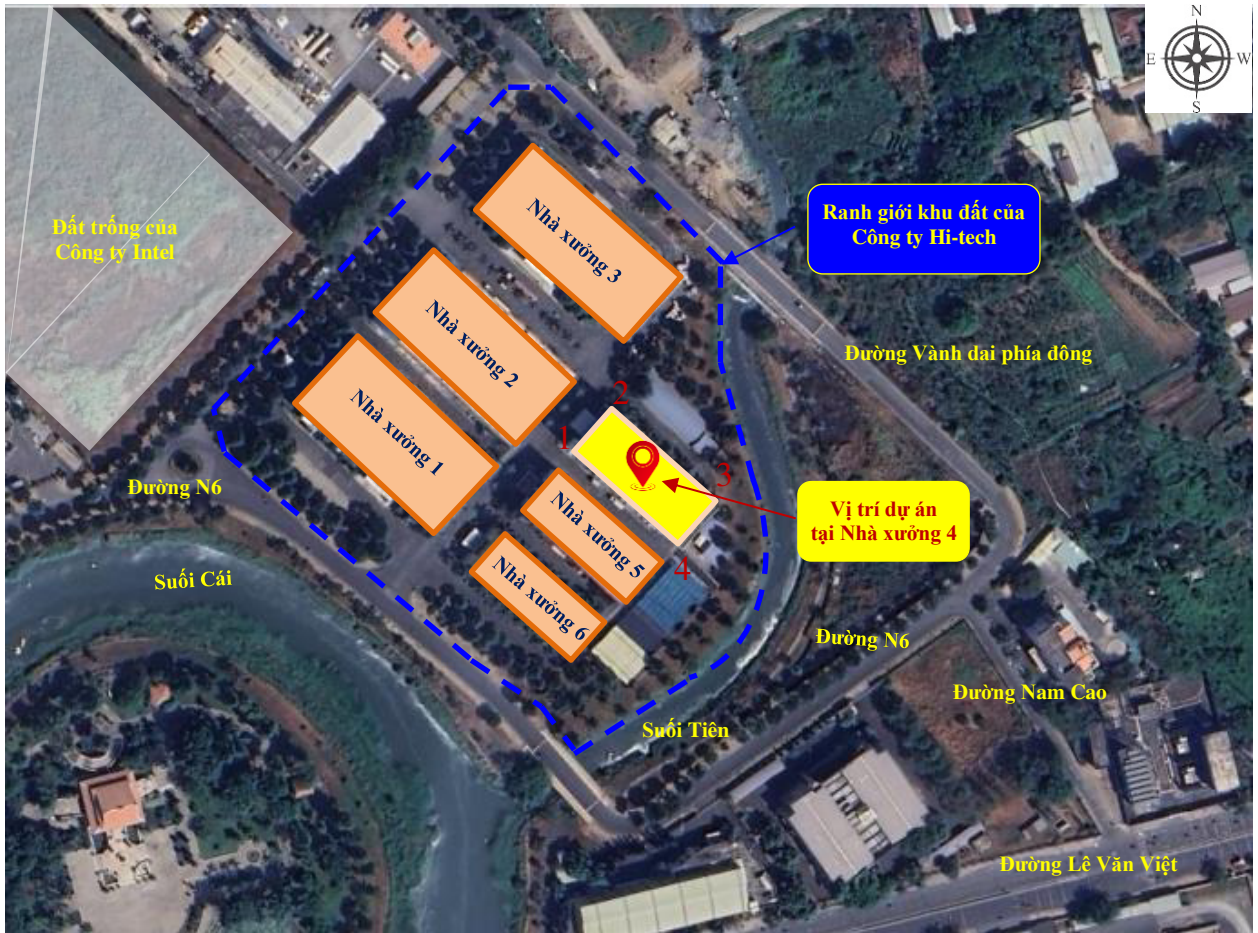 N
E
W
S
Đất trống của
Công ty Intel
Nhà xưởng 3
Ranh giới khu đất của
Công ty Hi-tech
Nhà xưởng 2
Đường Vành dai phía đông
Nhà xưởng 1
2
1
3
Đường N6
Vị trí dự án
tại Nhà xưởng 4
Nhà xưởng 5
4
Suối Cái
Nhà xưởng 6
Đường N6
Đường Nam Cao
Suối Tiên
Đường Lê Văn Việt